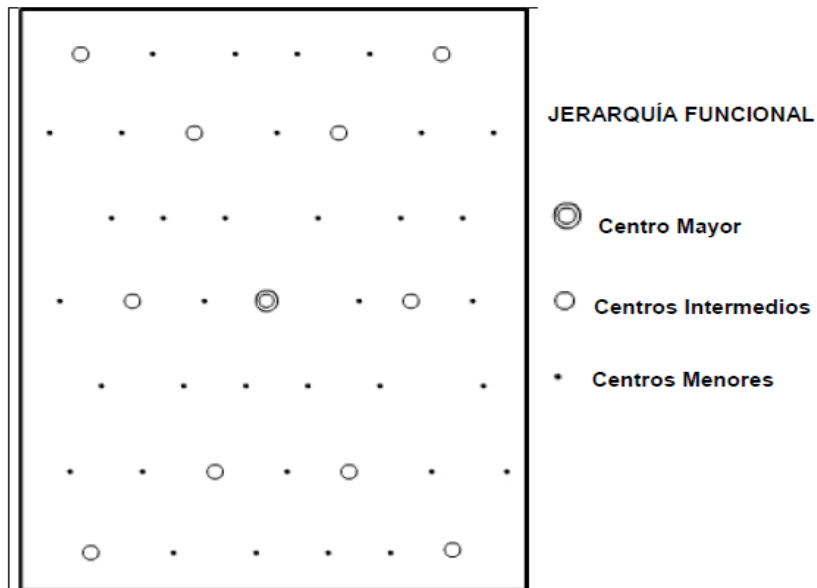 JERARQUÍA FUNCIONAL
Centro Mayor
Centros Intermedios
Centros Menores